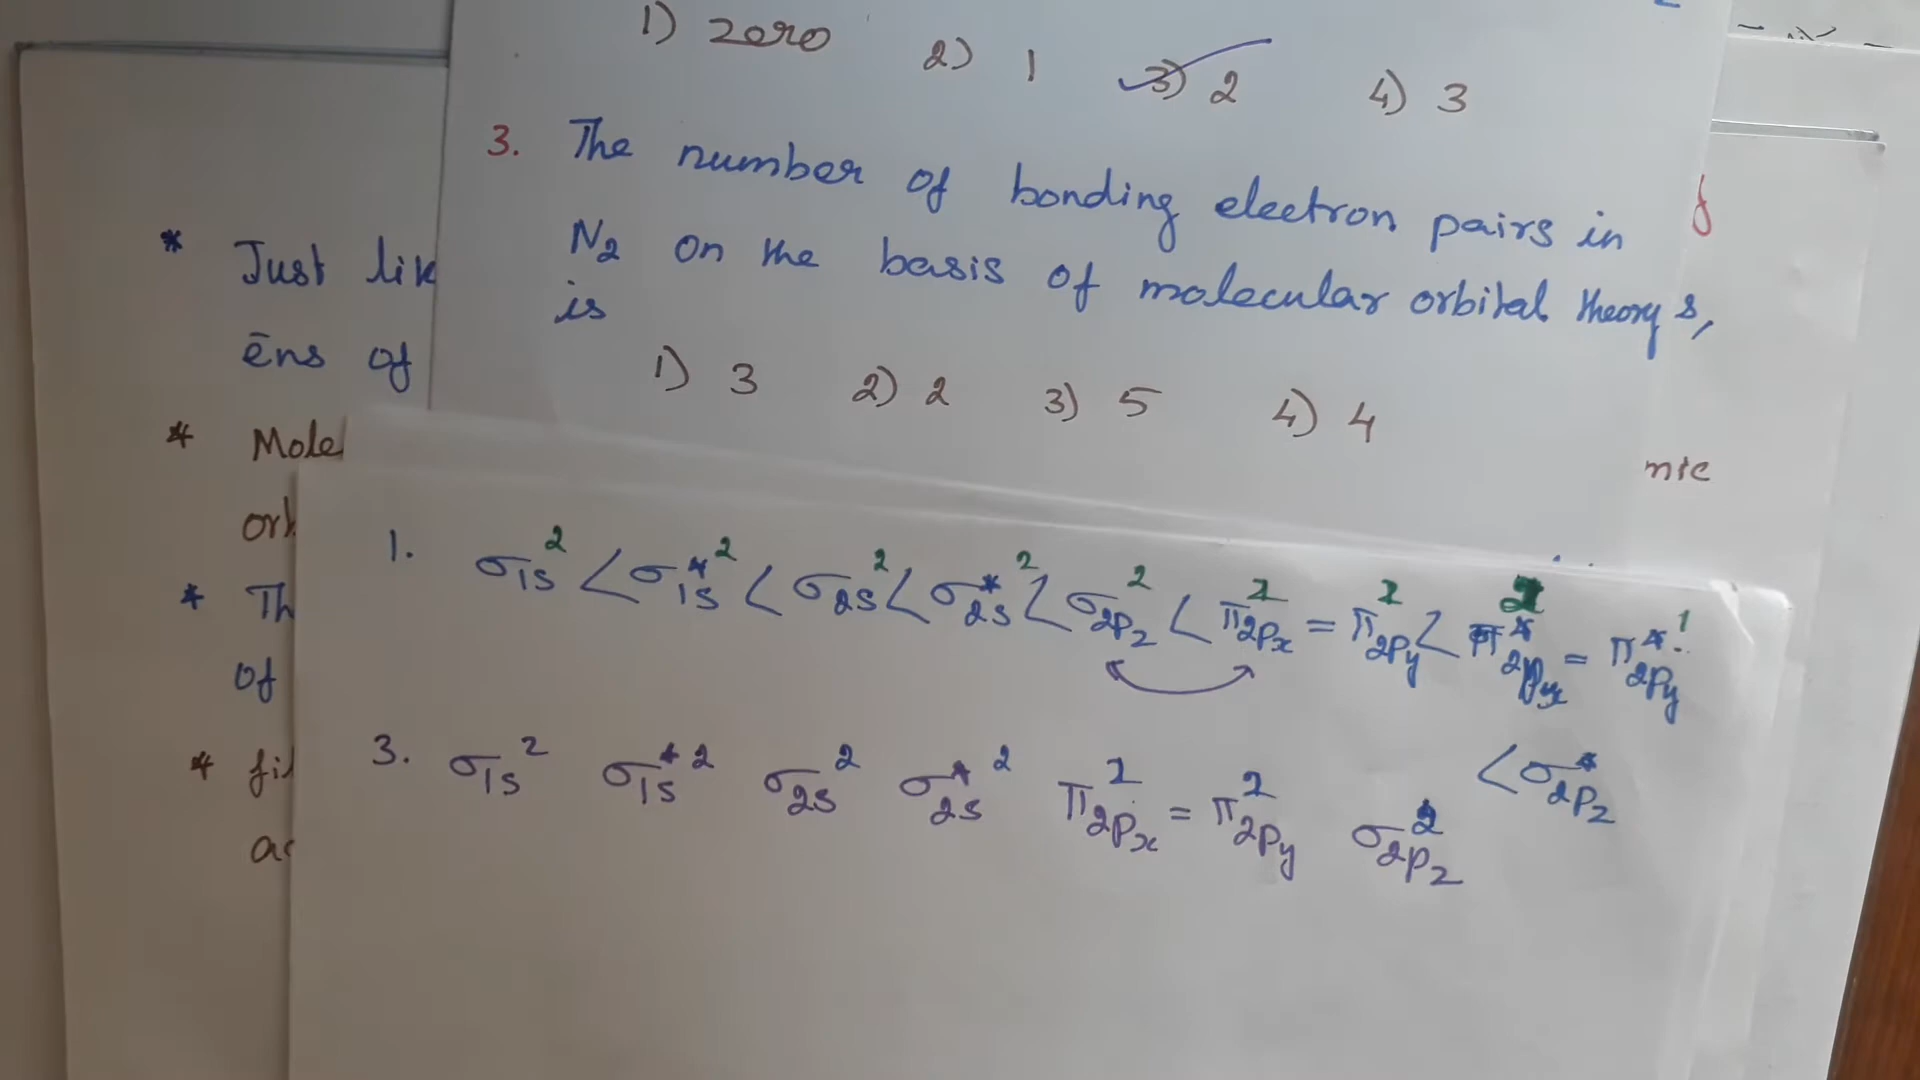 1) zero 2) 1 3) 2 4) 3
3. The number of bonding electron pairs in
N₂ on the basis of molecular orbital theory s,
is
1) 3 2) 2 3) 5 4) 4
* Just lik
ēns of
* Mole
orb
* Th
of
* fil
ac
mic
1. σ1s² < σ*1s² < σ2s² < σ*2s² < σ2pz² < π2px² = π2py² < π*2px² = π*2py¹
< σ*2pz
3. σ1s² σ*1s² σ2s² σ*2s² π2px² = π2py² σ2pz²